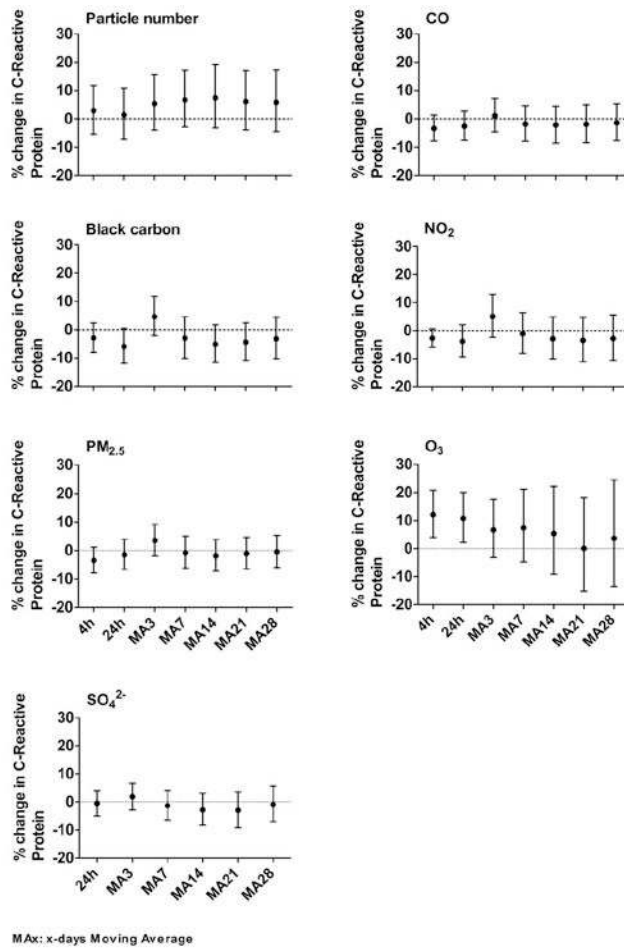 Particle number
% change in C-Reactive
Protein
30
20
10
0
-10
-20
CO
% change in C-Reactive
Protein
30
20
10
0
-10
-20
Black carbon
% change in C-Reactive
Protein
30
20
10
0
-10
-20
NO₂
% change in C-Reactive
Protein
30
20
10
0
-10
-20
PM₂.₅
% change in C-Reactive
Protein
30
20
10
0
-10
-20
4h
24h
MA3
MA7
MA14
MA21
MA28
O₃
% change in C-Reactive
Protein
30
20
10
0
-10
-20
4h
24h
MA3
MA7
MA14
MA21
MA28
SO₄²⁻
% change in C-Reactive
Protein
30
20
10
0
-10
-20
24h
MA3
MA7
MA14
MA21
MA28
MAx: x-days Moving Average